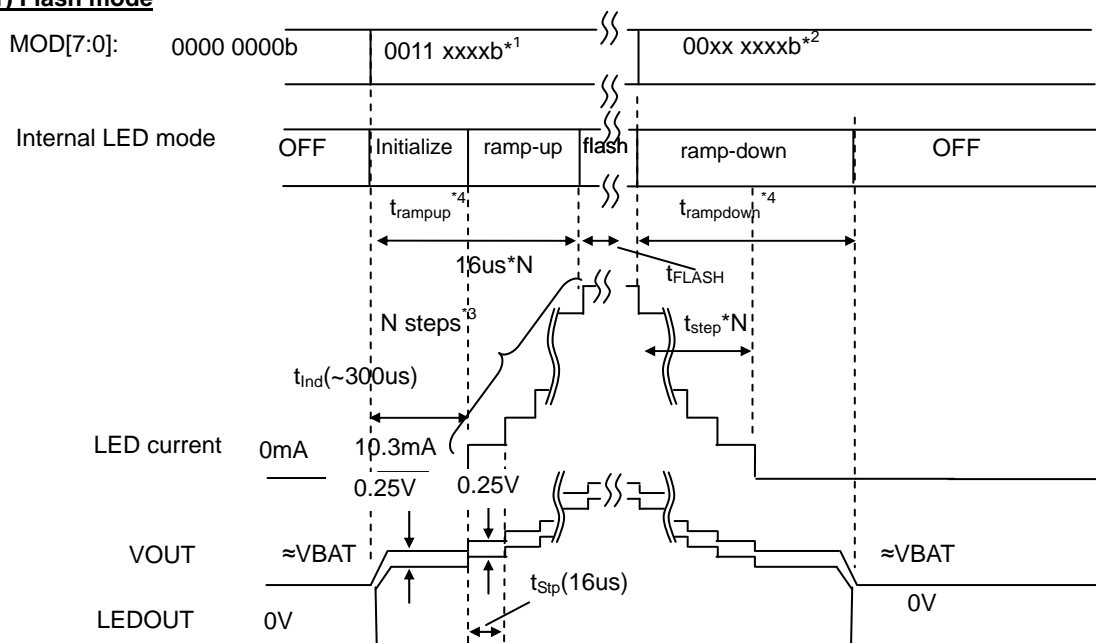 1) Flash mode
MOD[7:0]: 0000 0000b 0011 xxxxb*1 00xx xxxxb*2
Internal LED mode OFF Initialize ramp-up flash ramp-down OFF
trampup*4 trampdown*4
16us*N tFLASH
N steps*3 tstep*N
tInd(~300us)
LED current 0mA 10.3mA
0.25V 0.25V
VOUT ≈VBAT ≈VBAT
tStp(16us)
LEDOUT 0V 0V